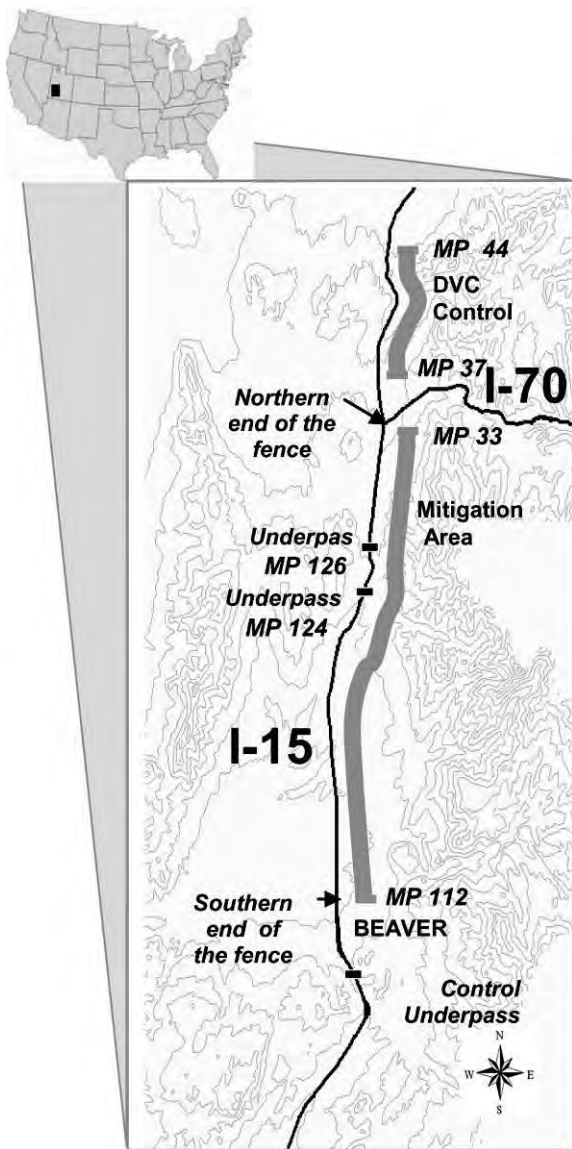 MP 44
DVC
Control
MP 37
I-70
Northern
end of the
fence
MP 33
Mitigation
Area
Underpas
MP 126
Underpass
MP 124
I-15
MP 112
Southern
end of
the fence
BEAVER
Control
Underpass
N
W E
S